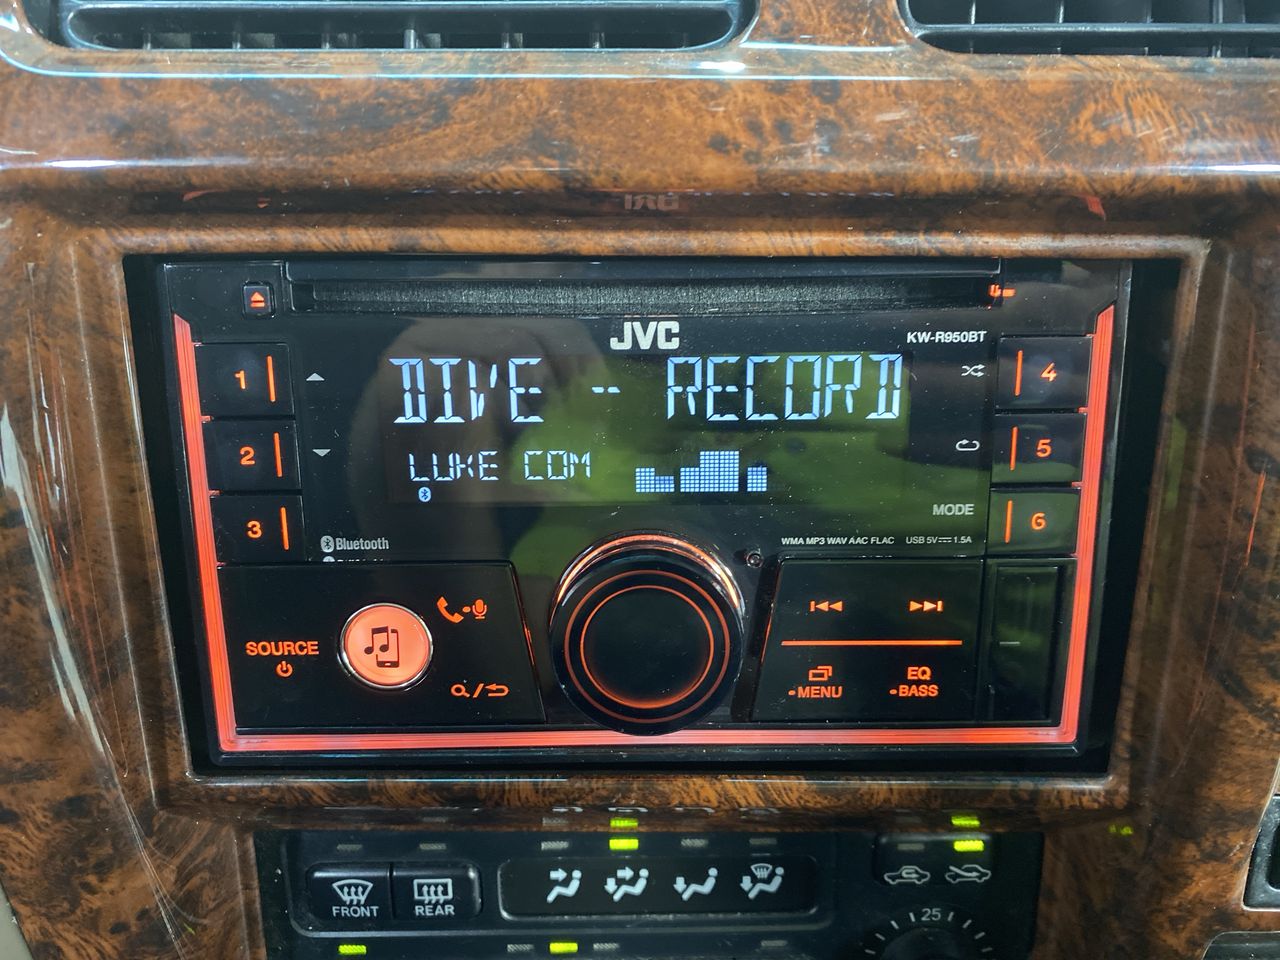 JVC
KW-R950BT
DIVE -- RECORD
LUKE COM
1
2
3
4
5
6
MODE
Bluetooth
WMA MP3 WAV AAC FLAC USB 5V 1.5A
SOURCE
MENU
EQ
BASS
FRONT
REAR
25